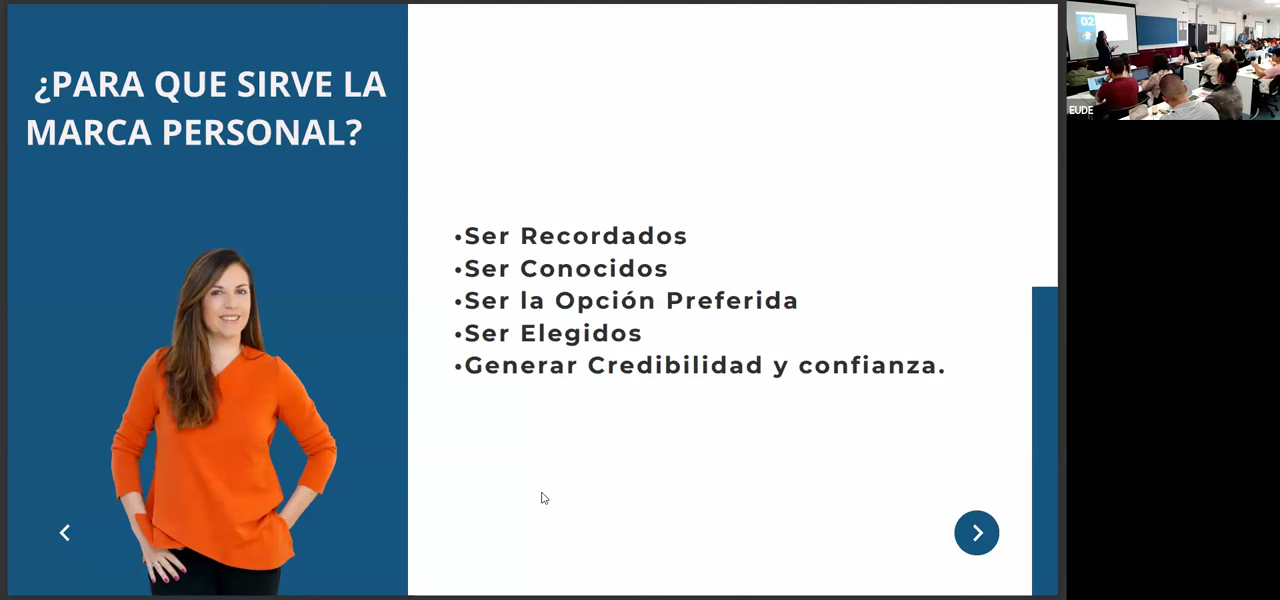 ¿PARA QUE SIRVE LA
MARCA PERSONAL?
•Ser Recordados
•Ser Conocidos
•Ser la Opción Preferida
•Ser Elegidos
•Generar Credibilidad y confianza.
02
EUDE